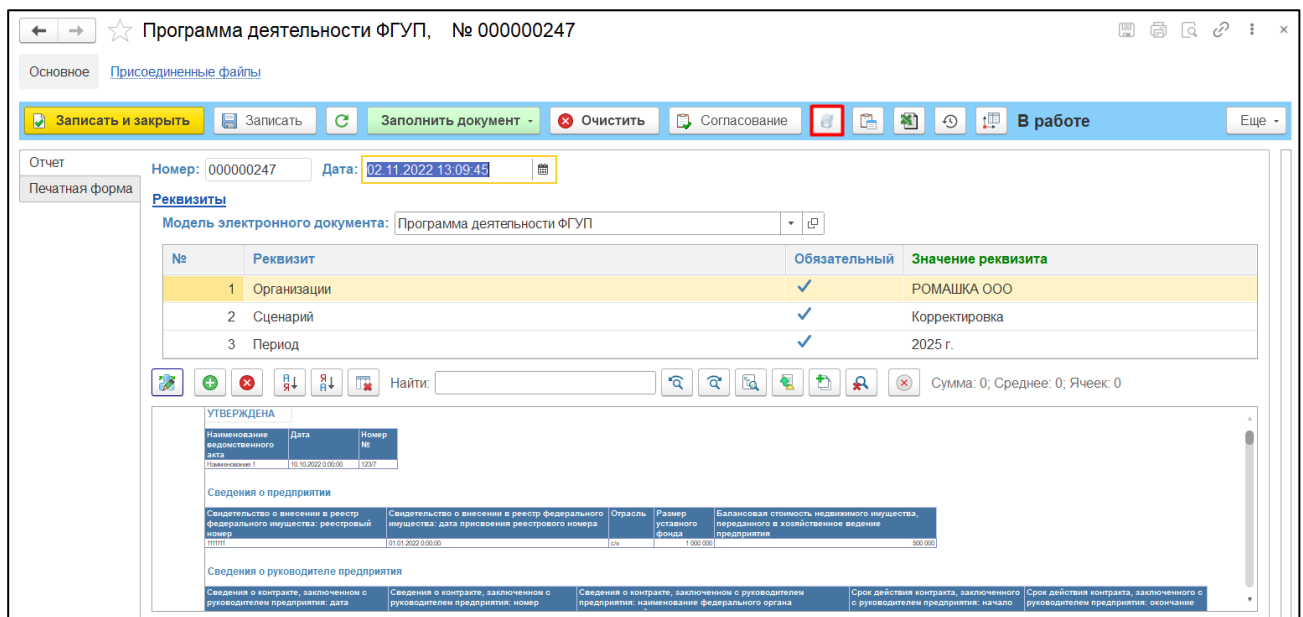 Программа деятельности ФГУП, № 000000247
Основное Присоединенные файлы
Записать и закрыть Записать Заполнить документ Очистить Согласование В работе Еще
Отчет
Печатная форма
Номер: 000000247 Дата: 02.11.2022 13:09:45
Реквизиты
Модель электронного документа: Программа деятельности ФГУП
№ Реквизит Обязательный Значение реквизита
1 Организации РОМАШКА ООО
2 Сценарий Корректировка
3 Период 2025 г.
Найти: Сумма: 0; Среднее: 0; Ячеек: 0
УТВЕРЖДЕНА
Наименование Дата Номер
ведомственного №
акта
Наименование 1 10.10.2022 0:00:00 123/7
Сведения о предприятии
Свидетельство о внесении в реестр Свидетельство о внесении в реестр федерального Отрасль Размер Балансовая стоимость недвижимого имущества,
федерального имущества: реестровый имущества: дата присвоения реестрового номера уставного переданного в хозяйственное ведение
номер фонда предприятия
1111111 01.01.2022 0:00:00 с/х 1 000 000 500 000
Сведения о руководителе предприятия
Сведения о контракте, заключенном с Сведения о контракте, заключенном с Сведения о контракте, заключенном с руководителем Срок действия контракта, заключенного Срок действия контракта, заключенного с
руководителем предприятия: дата руководителем предприятия: номер предприятия: наименование федерального органа с руководителем предприятия: начало руководителем предприятия: окончание